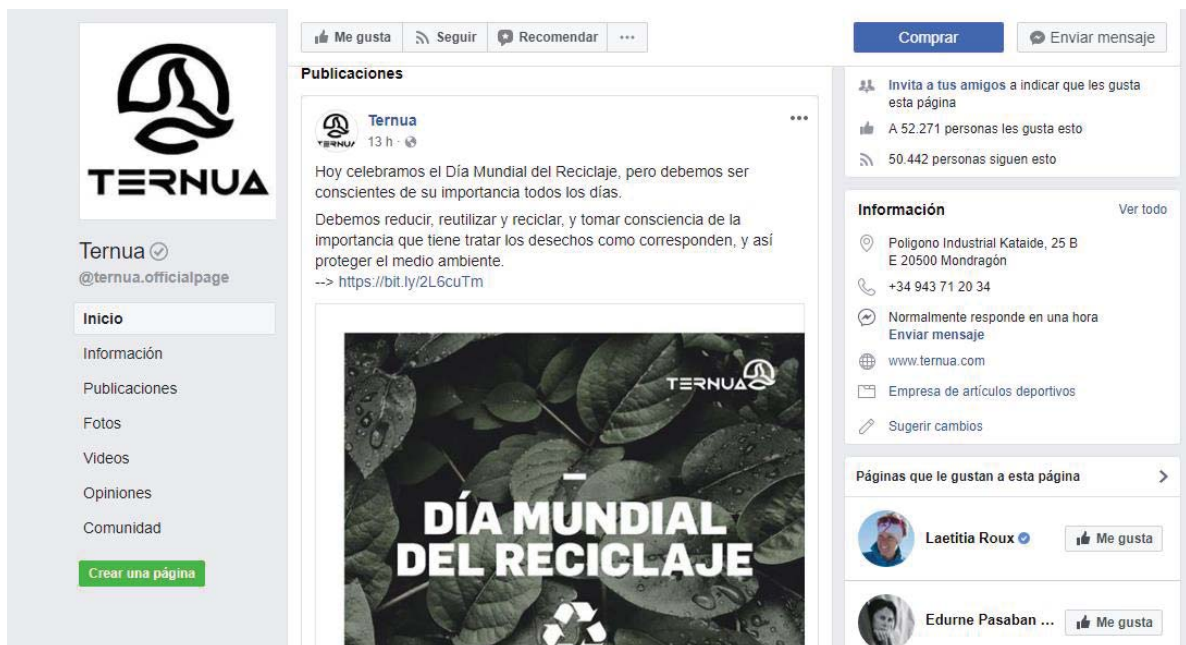 TERNUA
Ternua
@ternua.officialpage
Inicio
Información
Publicaciones
Fotos
Videos
Opiniones
Comunidad
Crear una página
Me gusta
Seguir
Recomendar
...
Publicaciones
Ternua
TERNUA
13 h ·
Hoy celebramos el Día Mundial del Reciclaje, pero debemos ser
conscientes de su importancia todos los días.
Debemos reducir, reutilizar y reciclar, y tomar consciencia de la
importancia que tiene tratar los desechos como corresponden, y así
proteger el medio ambiente.
--> https://bit.ly/2L6cuTm
TERNUA
DÍA MUNDIAL
DEL RECICLAJE
Comprar
Enviar mensaje
Invita a tus amigos a indicar que les gusta
esta página
A 52.271 personas les gusta esto
50.442 personas siguen esto
Información
Ver todo
Poligono Industrial Kataide, 25 B
E 20500 Mondragón
+34 943 71 20 34
Normalmente responde en una hora
Enviar mensaje
www.ternua.com
Empresa de artículos deportivos
Sugerir cambios
Páginas que le gustan a esta página
Laetitia Roux
Me gusta
Edurne Pasaban ...
Me gusta